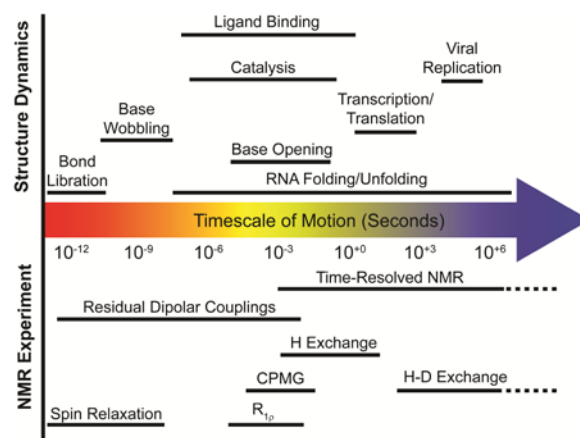 Structure Dynamics
Ligand Binding
Viral
Replication
Catalysis
Transcription/
Translation
Base
Wobbling
Base Opening
Bond
Libration
RNA Folding/Unfolding
Timescale of Motion (Seconds)
10⁻¹² 10⁻⁹ 10⁻⁶ 10⁻³ 10⁺⁰ 10⁺³ 10⁺⁶
NMR Experiment
Time-Resolved NMR
Residual Dipolar Couplings
H Exchange
CPMG
H-D Exchange
Spin Relaxation
R₁ρ